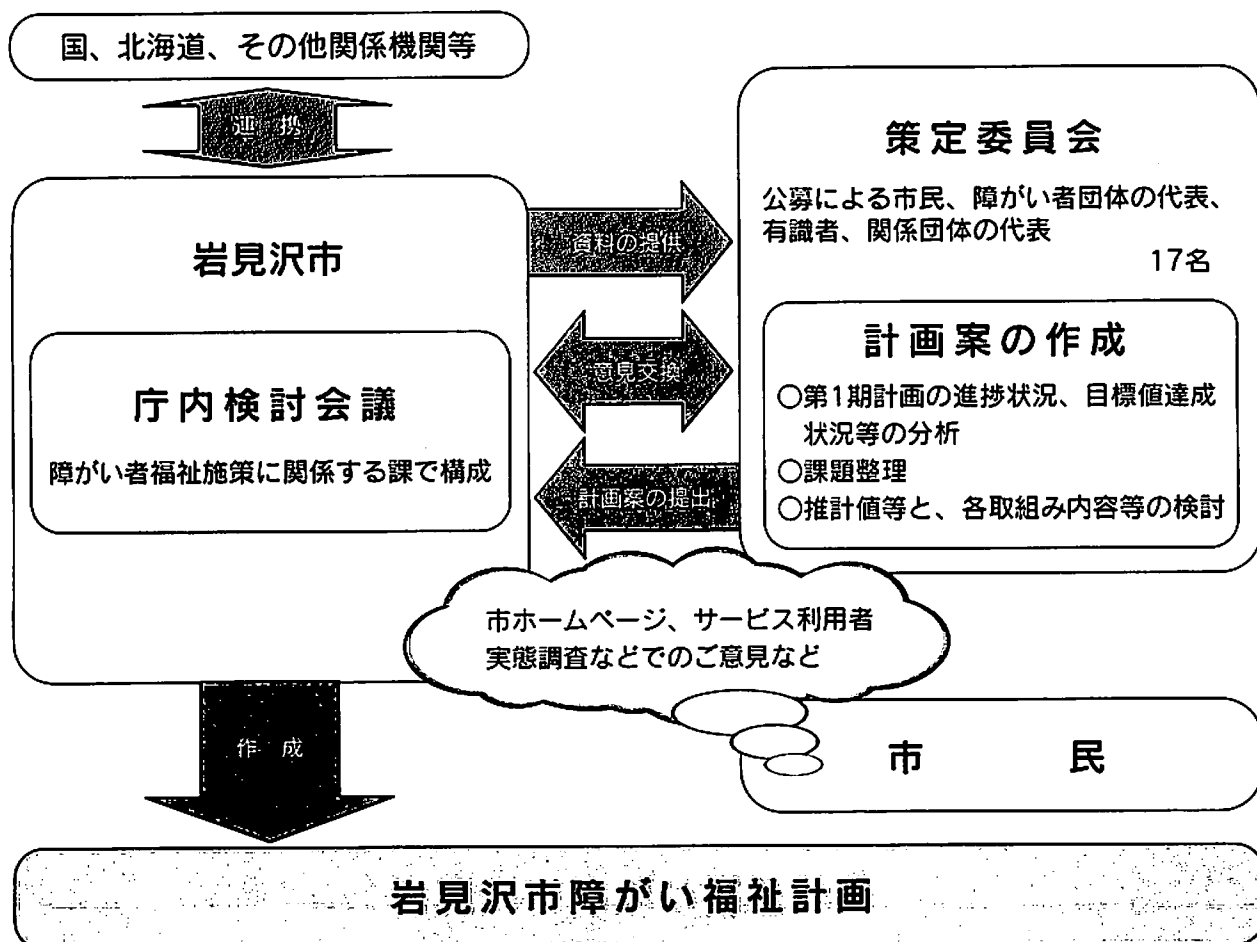 国、北海道、その他関係機関等
連携
岩見沢市
庁内検討会議
障がい者福祉施策に関係する課で構成
資料の提供
意見交換
計画案の提出
策定委員会
公募による市民、障がい者団体の代表、
有識者、関係団体の代表
17名
計画案の作成
○第1期計画の進捗状況、目標値達成
状況等の分析
○課題整理
○推計値等と、各取組み内容等の検討
市ホームページ、サービス利用者
実態調査などでのご意見など
市民
作成
岩見沢市障がい福祉計画